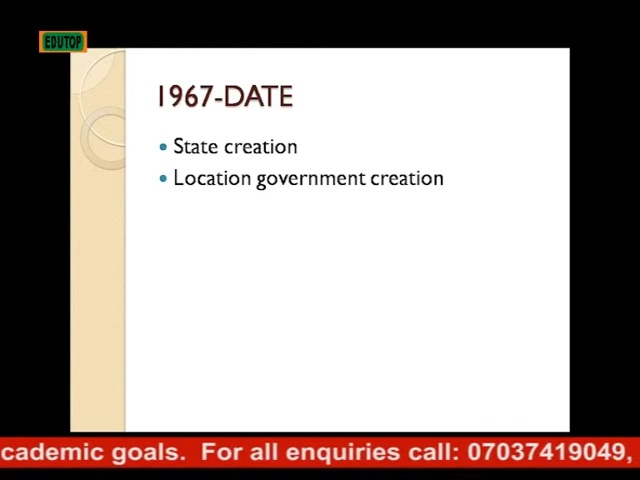 EDUTOP
1967-DATE
• State creation
• Location government creation
cademic goals.  For all enquiries call: 07037419049,